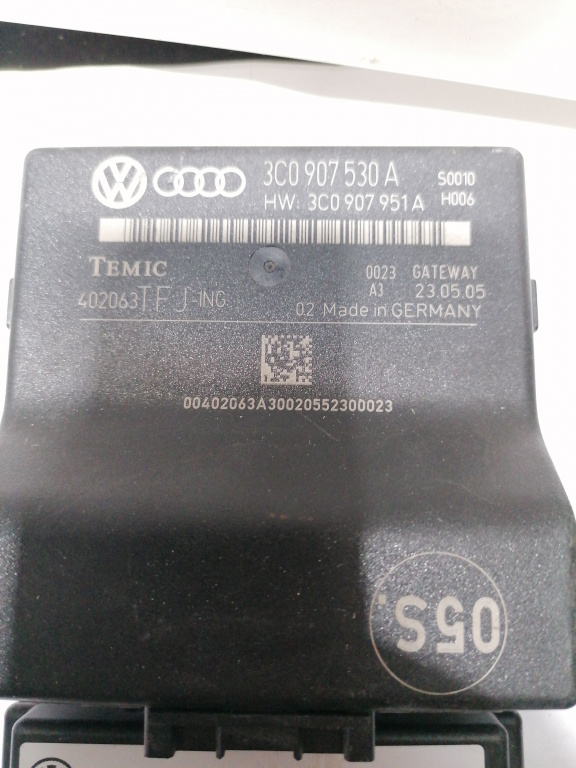 3C0 907 530 A S0010
HW: 3C0 907 951 A H006
TEMIC 0023 GATEWAY
402063TFJ-ING A3 23.05.05
02 Made in GERMANY
00402063A30020552300023
05S.